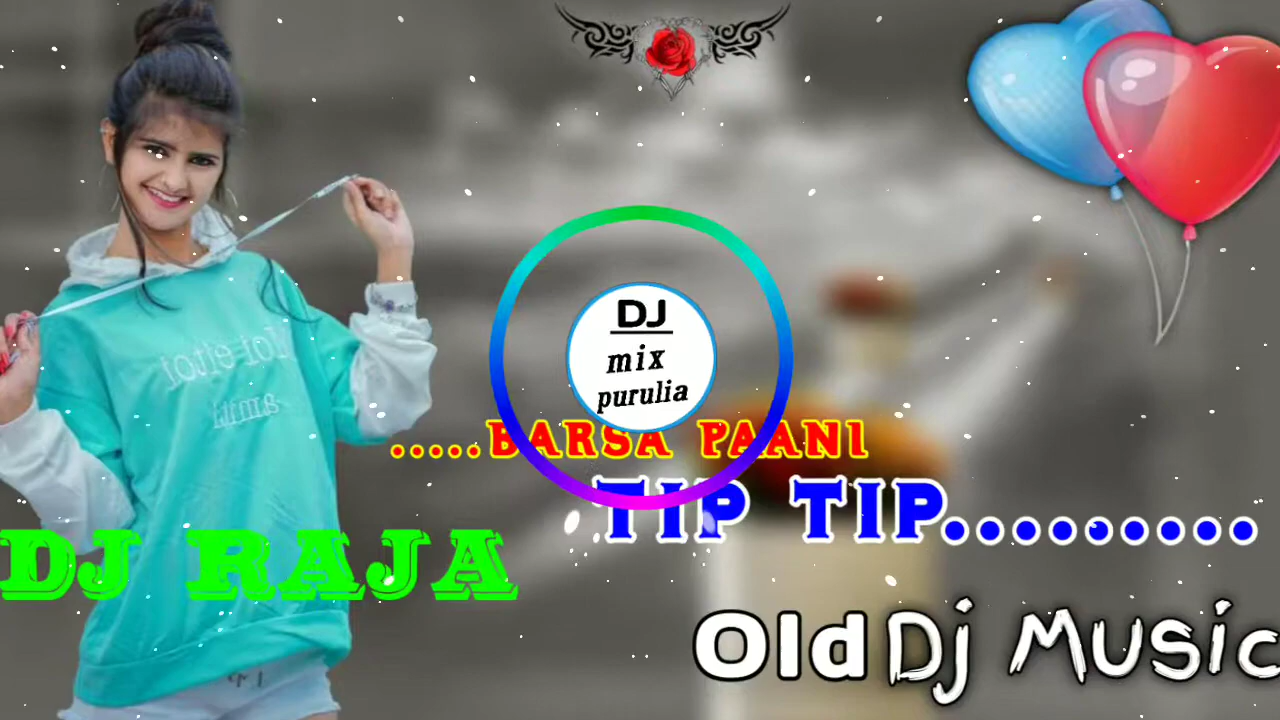 DJ
mix
purulia
.....BARSA PAANI
TIP TIP.........
DJ RAJA
Old Dj Music